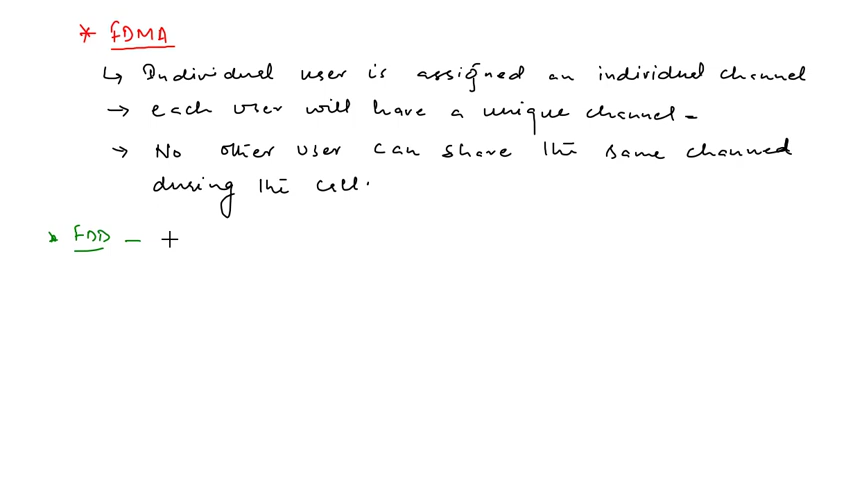 * FDMA
↳ Individual user is assigned an individual channel
→ each user will have a unique channel -
→ No other user can share the same channel
during the call.
* FDD -